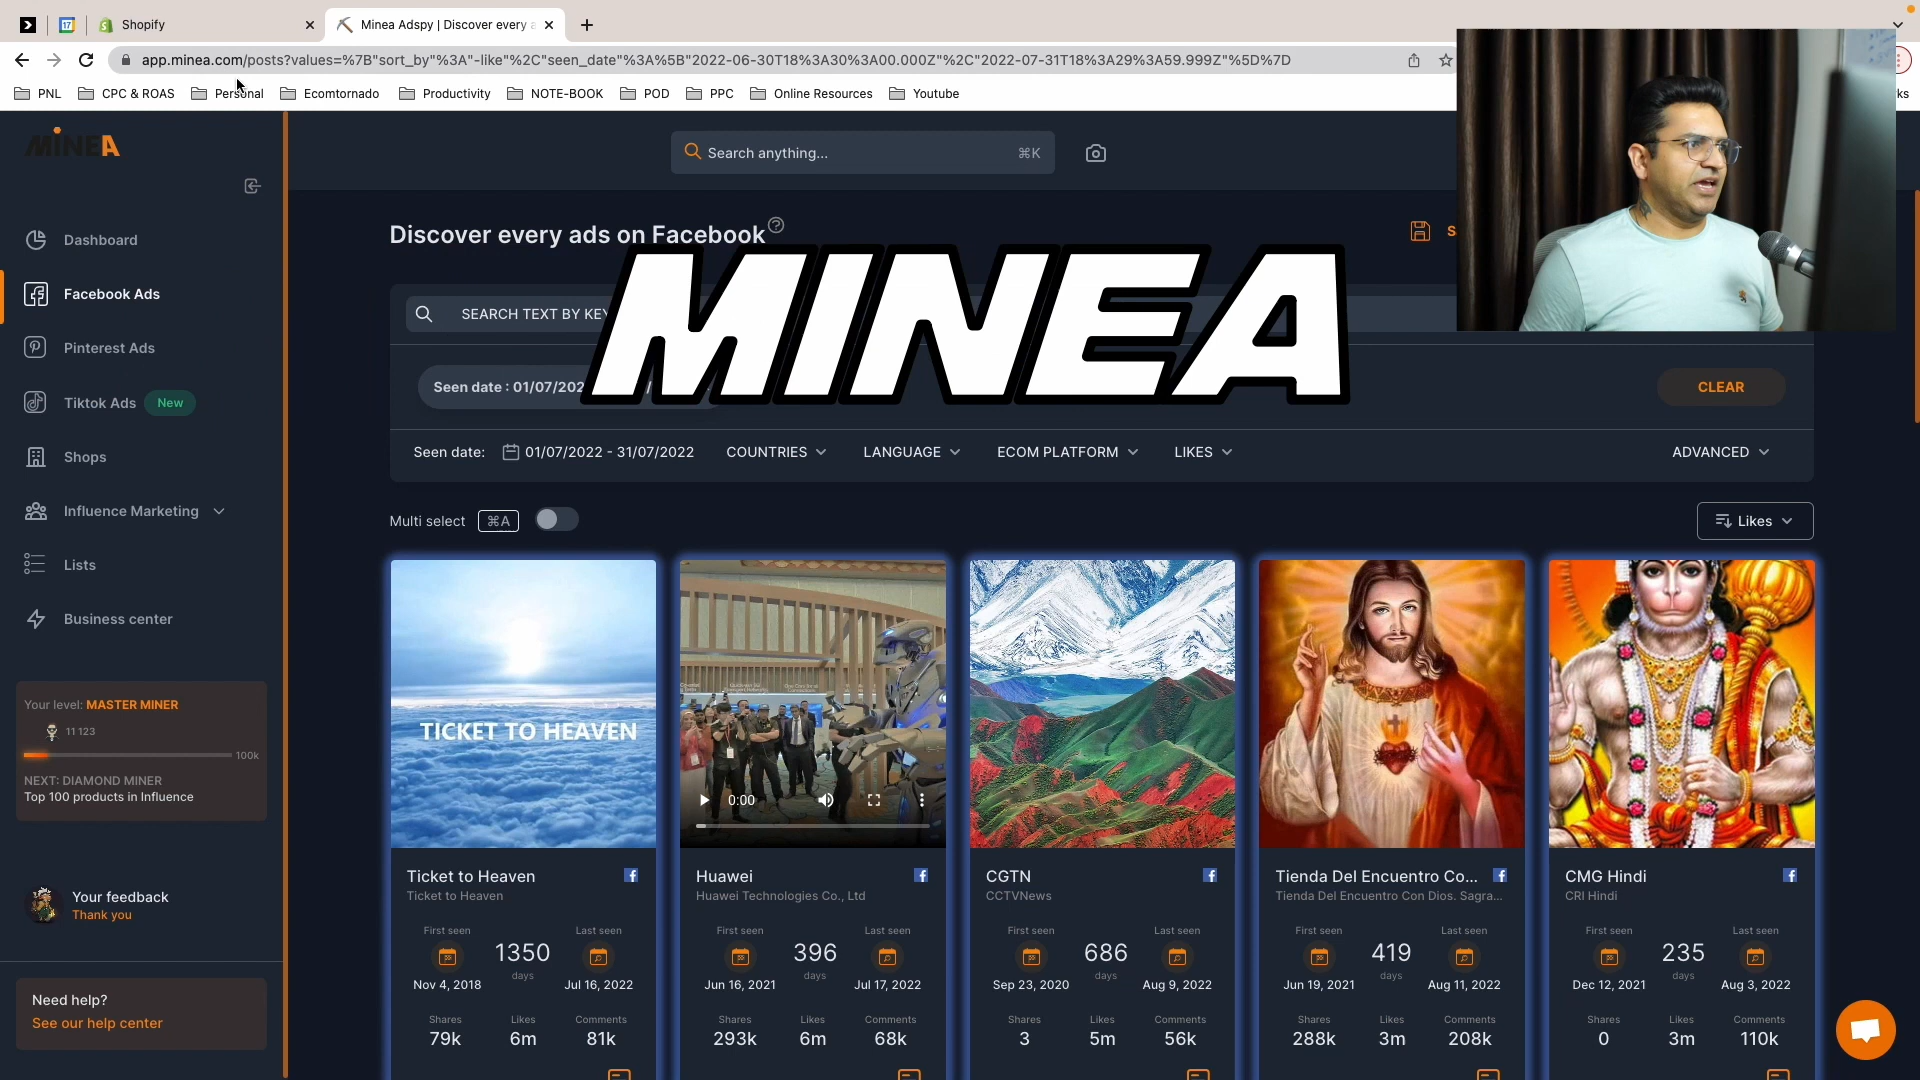 Shopify
Minea Adspy | Discover every a
app.minea.com/posts?values=%7B"sort_by"%3A"-like"%2C"seen_date"%3A%5B"2022-06-30T18%3A30%3A00.000Z"%2C"2022-07-31T18%3A29%3A59.999Z"%5D%7D
PNL
CPC & ROAS
Personal
Ecomtornado
Productivity
NOTE-BOOK
POD
PPC
Online Resources
Youtube
ks
MINEA
Search anything...
⌘K
Dashboard
Facebook Ads
Pinterest Ads
Tiktok Ads
New
Shops
Influence Marketing
Lists
Business center
Your level: MASTER MINER
11 123
100k
NEXT: DIAMOND MINER
Top 100 products in Influence
Your feedback
Thank you
Need help?
See our help center
Discover every ads on Facebook
S
SEARCH TEXT BY KEY
MINEA
Seen date : 01/07/202
CLEAR
Seen date:
01/07/2022 - 31/07/2022
COUNTRIES
LANGUAGE
ECOM PLATFORM
LIKES
ADVANCED
Multi select
⌘A
Likes
TICKET TO HEAVEN
Ticket to Heaven
Ticket to Heaven
First seen
1350
days
Last seen
Nov 4, 2018
Jul 16, 2022
Shares
Likes
Comments
79k
6m
81k
0:00
Huawei
Huawei Technologies Co., Ltd
First seen
396
days
Last seen
Jun 16, 2021
Jul 17, 2022
Shares
Likes
Comments
293k
6m
68k
CGTN
CCTVNews
First seen
686
days
Last seen
Sep 23, 2020
Aug 9, 2022
Shares
Likes
Comments
3
5m
56k
Tienda Del Encuentro Co...
Tienda Del Encuentro Con Dios. Sagra...
First seen
419
days
Last seen
Jun 19, 2021
Aug 11, 2022
Shares
Likes
Comments
288k
3m
208k
CMG Hindi
CRI Hindi
First seen
235
days
Last seen
Dec 12, 2021
Aug 3, 2022
Shares
Likes
Comments
0
3m
110k